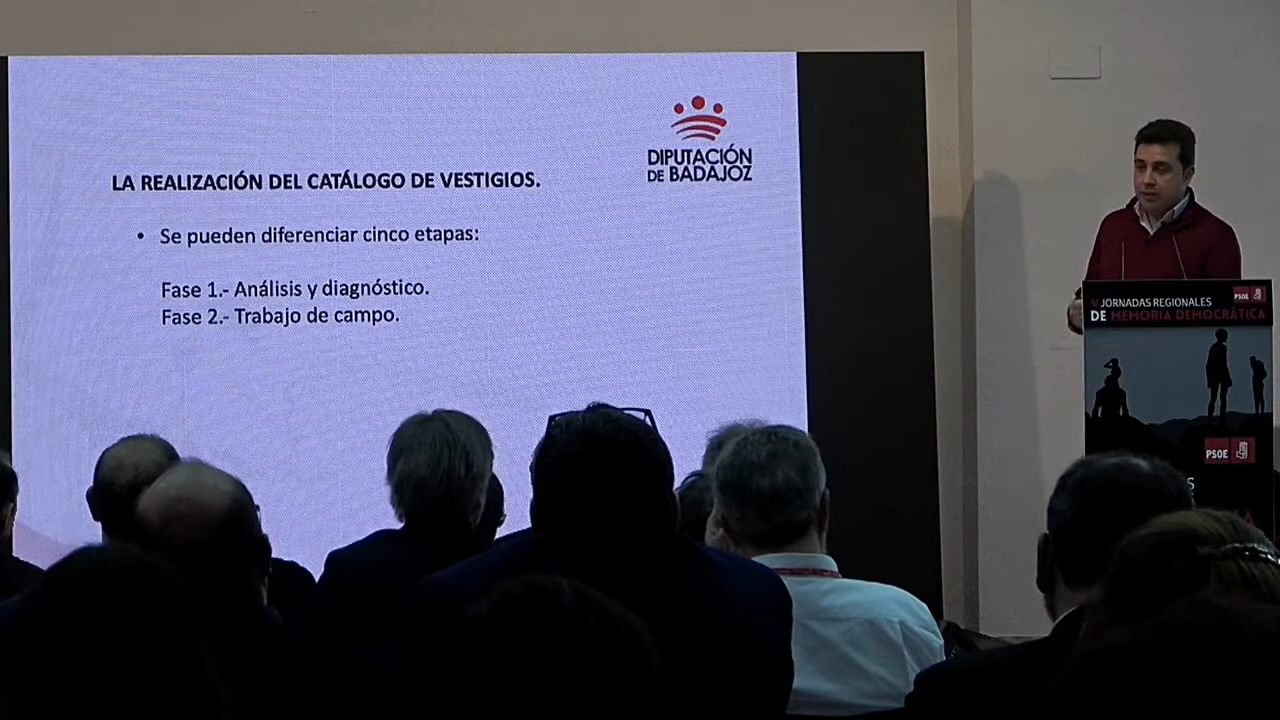 DIPUTACIÓN
DE BADAJOZ
LA REALIZACIÓN DEL CATÁLOGO DE VESTIGIOS.
• Se pueden diferenciar cinco etapas:
Fase 1.- Análisis y diagnóstico.
Fase 2.- Trabajo de campo.
PSOE
V JORNADAS REGIONALES
DE MEMORIA DEMOCRÁTICA
PSOE